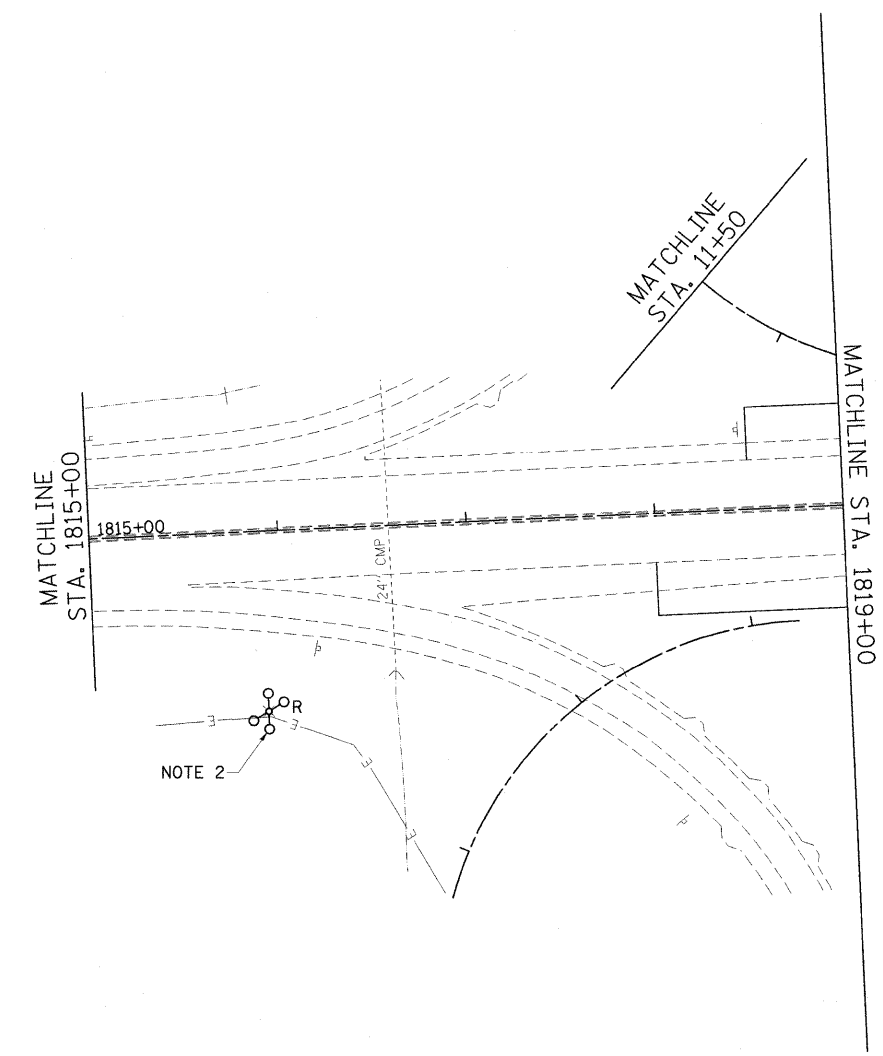 MATCHLINE
STA. 11+50
MATCHLINE STA. 1819+00
MATCHLINE
STA. 1815+00
1815+00
24" CMP
E
R
E
NOTE 2
E
E